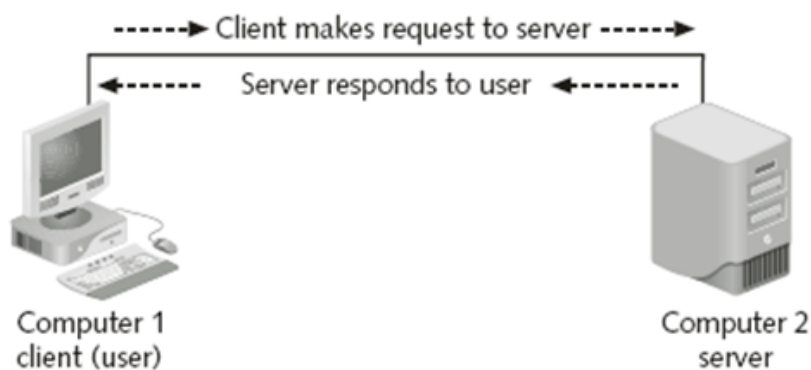 Client makes request to server
Server responds to user
Computer 1
client (user)
Computer 2
server